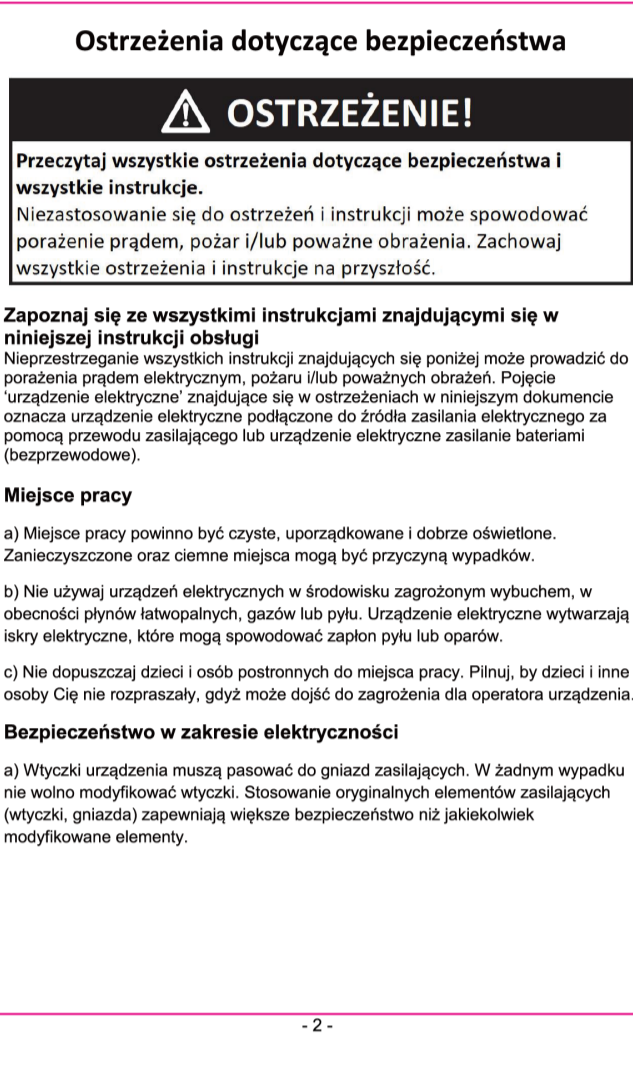 Ostrzeżenia dotyczące bezpieczeństwa
OSTRZEŻENIE!
Przeczytaj wszystkie ostrzeżenia dotyczące bezpieczeństwa i
wszystkie instrukcje.
Niezastosowanie się do ostrzeżeń i instrukcji może spowodować
porażenie prądem, pożar i/lub poważne obrażenia. Zachowaj
wszystkie ostrzeżenia i instrukcje na przyszłość.
Zapoznaj się ze wszystkimi instrukcjami znajdującymi się w
niniejszej instrukcji obsługi
Nieprzestrzeganie wszystkich instrukcji znajdujących się poniżej może prowadzić do
porażenia prądem elektrycznym, pożaru i/lub poważnych obrażeń. Pojęcie
‘urządzenie elektryczne’ znajdujące się w ostrzeżeniach w niniejszym dokumencie
oznacza urządzenie elektryczne podłączone do źródła zasilania elektrycznego za
pomocą przewodu zasilającego lub urządzenie elektryczne zasilanie bateriami
(bezprzewodowe).
Miejsce pracy
a) Miejsce pracy powinno być czyste, uporządkowane i dobrze oświetlone.
Zanieczyszczone oraz ciemne miejsca mogą być przyczyną wypadków.
b) Nie używaj urządzeń elektrycznych w środowisku zagrożonym wybuchem, w
obecności płynów łatwopalnych, gazów lub pyłu. Urządzenie elektryczne wytwarzają
iskry elektryczne, które mogą spowodować zapłon pyłu lub oparów.
c) Nie dopuszczaj dzieci i osób postronnych do miejsca pracy. Pilnuj, by dzieci i inne
osoby Cię nie rozpraszały, gdyż może dojść do zagrożenia dla operatora urządzenia.
Bezpieczeństwo w zakresie elektryczności
a) Wtyczki urządzenia muszą pasować do gniazd zasilających. W żadnym wypadku
nie wolno modyfikować wtyczki. Stosowanie oryginalnych elementów zasilających
(wtyczki, gniazda) zapewniają większe bezpieczeństwo niż jakiekolwiek
modyfikowane elementy.
- 2 -